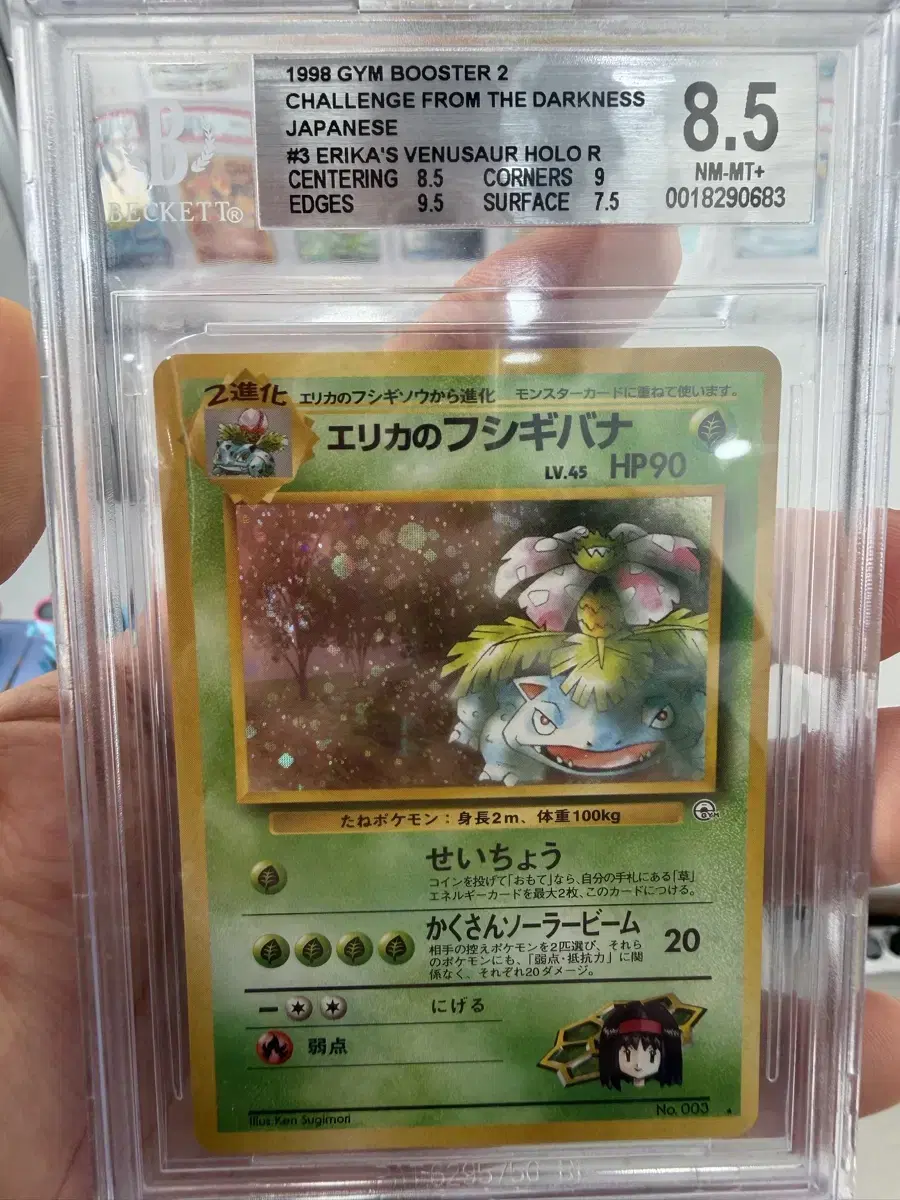 BECKETT®
1998 GYM BOOSTER 2
CHALLENGE FROM THE DARKNESS
JAPANESE
#3 ERIKA'S VENUSAUR HOLO R
CENTERING 8.5 CORNERS 9
EDGES 9.5 SURFACE 7.5
8.5
NM-MT+
0018290683
2進化 エリカのフシギソウから進化 モンスターカードに重ねて使います。
エリカのフシギバナ
LV.45 HP90
たねポケモン：身長2m、体重100kg
GYM
せいちょう
コインを投げて「おもて」なら、自分の手札にある「草」
エネルギーカードを最大2枚、このカードにつける。
かくさんソーラービーム 20
相手の控えポケモンを2匹選び、それら
のポケモンにも、「弱点・抵抗力」に関
係なく、それぞれ20ダメージ。
にげる
弱点
Illus. Ken Sugimori
No. 003 ★